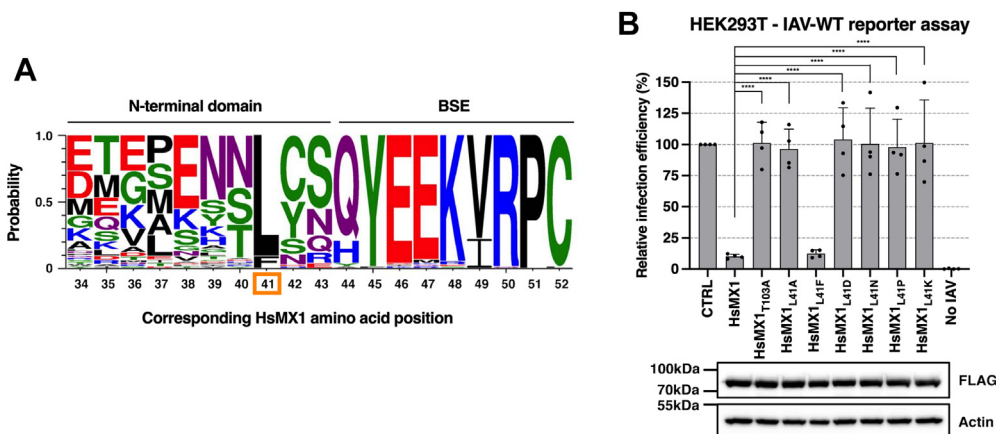 A
N-terminal domain
BSE
Probability
1.0
0.5
0
34 35 36 37 38 39 40 41 42 43 44 45 46 47 48 49 50 51 52
Corresponding HsMX1 amino acid position
B
HEK293T - IAV-WT reporter assay
Relative infection efficiency (%)
150
125
100
75
50
25
0
****
****
****
****
****
****
CTRL
HsMX1
HsMX1T103A
HsMX1L41A
HsMX1L41F
HsMX1L41D
HsMX1L41N
HsMX1L41P
HsMX1L41K
No IAV
100kDa
70kDa
FLAG
55kDa
Actin